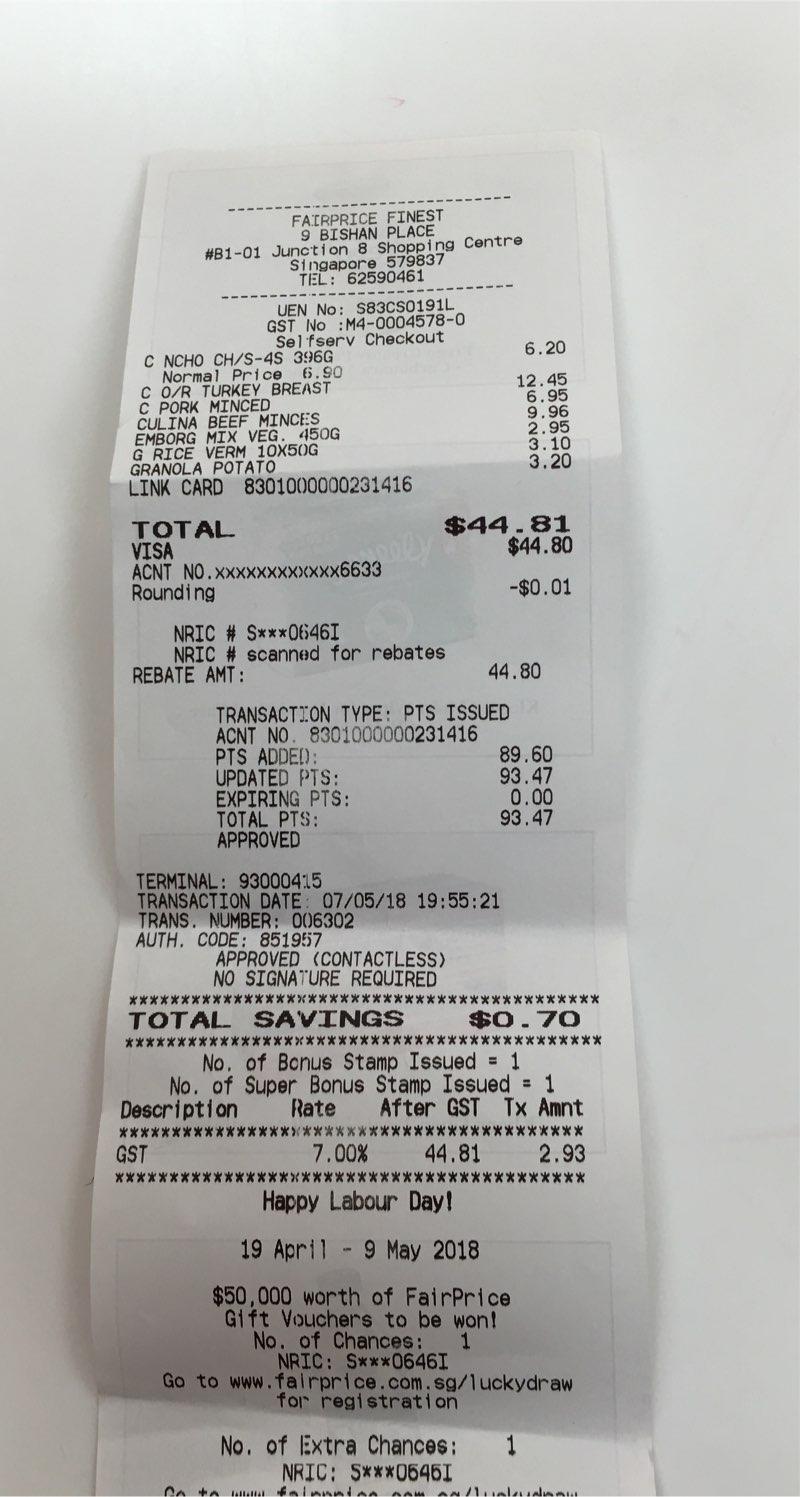 FAIRPRICE FINEST
9 BISHAN PLACE
#B1-01 Junction 8 Shopping Centre
Singapore 579837
TEL: 62590461
UEN No: S83CS0191L
GST No :M4-0004578-0
Selfserv Checkout
C NCHO CH/S-4S 396G 6.20
Normal Price 6.90
C O/R TURKEY BREAST 12.45
C PORK MINCED 6.95
CULINA BEEF MINCES 9.96
EMBORG MIX VEG. 450G 2.95
G RICE VERM 10X50G 3.10
GRANOLA POTATO 3.20
LINK CARD 8301000000231416
TOTAL $44.81
VISA $44.80
ACNT NO.xxxxxxxxxxxx6633
Rounding -$0.01
NRIC # S***0646I
NRIC # scanned for rebates
REBATE AMT: 44.80
TRANSACTION TYPE: PTS ISSUED
ACNT NO. 8301000000231416
PTS ADDED: 89.60
UPDATED PTS: 93.47
EXPIRING PTS: 0.00
TOTAL PTS: 93.47
APPROVED
TERMINAL: 93000415
TRANSACTION DATE: 07/05/18 19:55:21
TRANS. NUMBER: 006302
AUTH. CODE: 851957
APPROVED (CONTACTLESS)
NO SIGNATURE REQUIRED
TOTAL SAVINGS $0.70
No. of Bonus Stamp Issued = 1
No. of Super Bonus Stamp Issued = 1
Description Rate After GST Tx Amnt
GST 7.00% 44.81 2.93
Happy Labour Day!
19 April - 9 May 2018
$50,000 worth of FairPrice
Gift Vouchers to be won!
No. of Chances: 1
NRIC: S***0646I
Go to www.fairprice.com.sg/luckydraw
for registration
No. of Extra Chances: 1
NRIC: S***0646I
Go to www.fairprice.com.sg/luckydraw